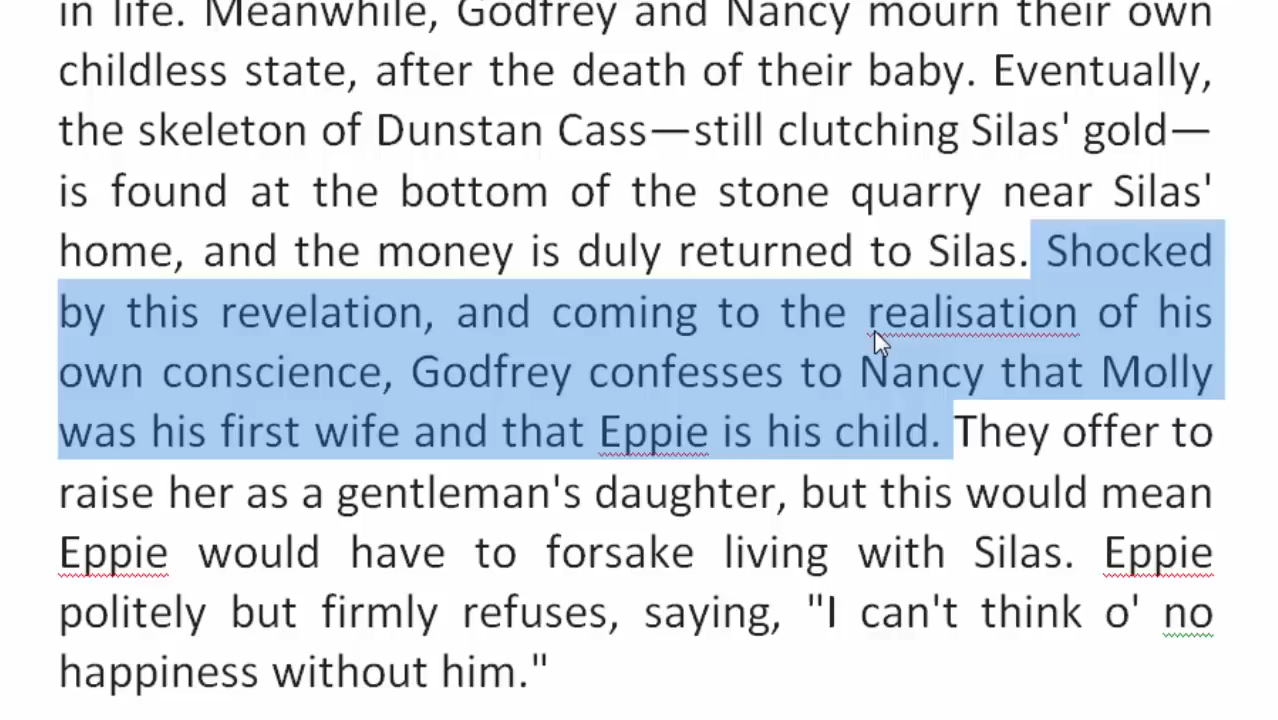 in life. Meanwhile, Godfrey and Nancy mourn their own
childless state, after the death of their baby. Eventually,
the skeleton of Dunstan Cass—still clutching Silas' gold—
is found at the bottom of the stone quarry near Silas'
home, and the money is duly returned to Silas. Shocked
by this revelation, and coming to the realisation of his
own conscience, Godfrey confesses to Nancy that Molly
was his first wife and that Eppie is his child. They offer to
raise her as a gentleman's daughter, but this would mean
Eppie would have to forsake living with Silas. Eppie
politely but firmly refuses, saying, "I can't think o' no
happiness without him."